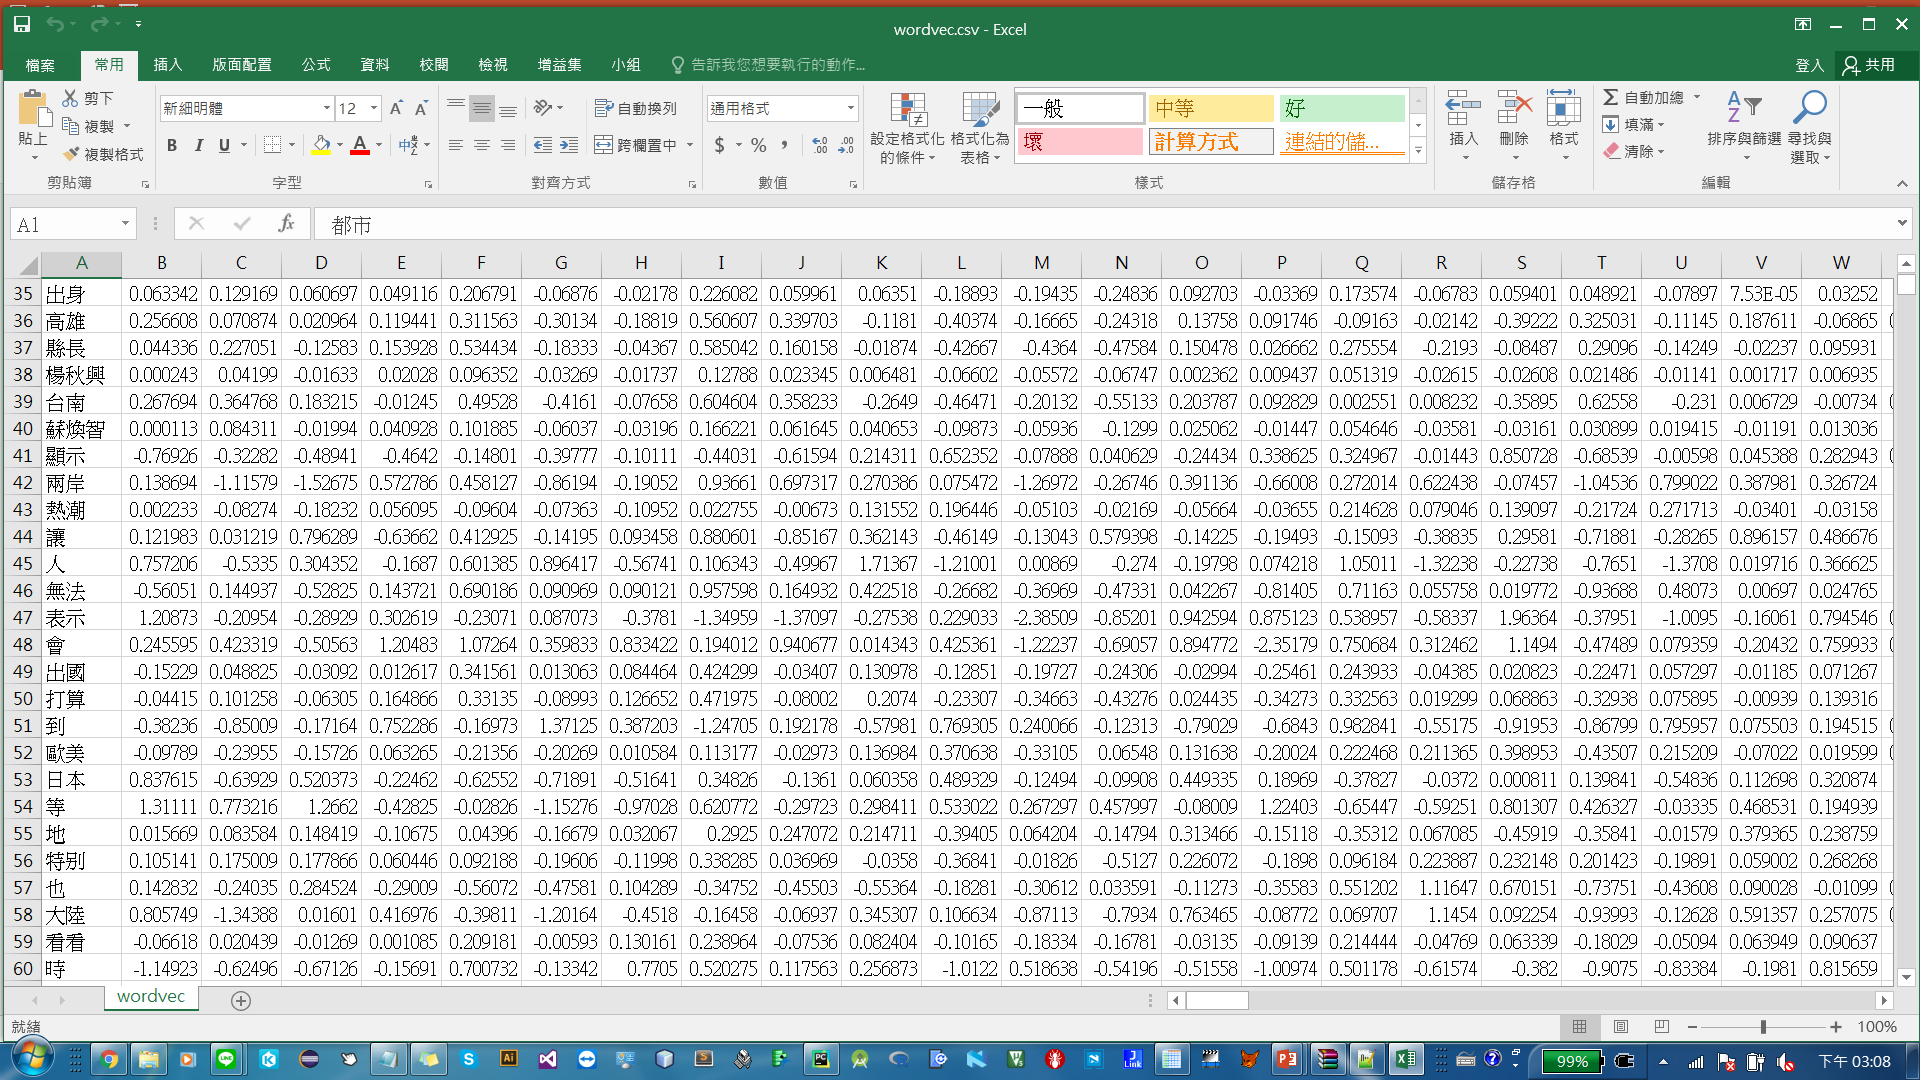 wordvec.csv - Excel
檔案 常用 插入 版面配置 公式 資料 校閱 檢視 增益集 小組 告訴我您想要執行的動作... 登入 共用
貼上 剪下 複製 複製格式 剪貼簿
新細明體 12 B I U A 字型
自動換列 跨欄置中 對齊方式
通用格式 $ % 數值
設定格式化的條件 格式化為表格 一般 中等 好 壞 計算方式 連結的儲... 樣式
插入 刪除 格式 儲存格
自動加總 填滿 清除 排序與篩選 尋找與選取 編輯
A1 fx 都市
A B C D E F G H I J K L M N O P Q R S T U V W
35 出身 0.063342 0.129169 0.060697 0.049116 0.206791 -0.06876 -0.02178 0.226082 0.059961 0.06351 -0.18893 -0.19435 -0.24836 0.092703 -0.03369 0.173574 -0.06783 0.059401 0.048921 -0.07897 7.53E-05 0.03252
36 高雄 0.256608 0.070874 0.020964 0.119441 0.311563 -0.30134 -0.18819 0.560607 0.339703 -0.1181 -0.40374 -0.16665 -0.24318 0.13758 0.091746 -0.09163 -0.02142 -0.39222 0.325031 -0.11145 0.187611 -0.06865
37 縣長 0.044336 0.227051 -0.12583 0.153928 0.534434 -0.18333 -0.04367 0.585042 0.160158 -0.01874 -0.42667 -0.4364 -0.47584 0.150478 0.026662 0.275554 -0.2193 -0.08487 0.29096 -0.14249 -0.02237 0.095931
38 楊秋興 0.000243 0.04199 -0.01633 0.02028 0.096352 -0.03269 -0.01737 0.12788 0.023345 0.006481 -0.06602 -0.05572 -0.06747 0.002362 0.009437 0.051319 -0.02615 -0.02608 0.021486 -0.01141 0.001717 0.006935
39 台南 0.267694 0.364768 0.183215 -0.01245 0.49528 -0.4161 -0.07658 0.604604 0.358233 -0.2649 -0.46471 -0.20132 -0.55133 0.203787 0.092829 0.002551 0.008232 -0.35895 0.62558 -0.231 0.006729 -0.00734
40 蘇煥智 0.000113 0.084311 -0.01994 0.040928 0.101885 -0.06037 -0.03196 0.166221 0.061645 0.040653 -0.09873 -0.05936 -0.1299 0.025062 -0.01447 0.054646 -0.03581 -0.03161 0.030899 0.019415 -0.01191 0.013036
41 顯示 -0.76926 -0.32282 -0.48941 -0.4642 -0.14801 -0.39777 -0.10111 -0.44031 -0.61594 0.214311 0.652352 -0.07888 0.040629 -0.24434 0.338625 0.324967 -0.01443 0.850728 -0.68539 -0.00598 0.045388 0.282943
42 兩岸 0.138694 -1.11579 -1.52675 0.572786 0.458127 -0.86194 -0.19052 0.93661 0.697317 0.270386 0.075472 -1.26972 -0.26746 0.391136 -0.66008 0.272014 0.622438 -0.07457 -1.04536 0.799022 0.387981 0.326724
43 熱潮 0.002233 -0.08274 -0.18232 0.056095 -0.09604 -0.07363 -0.10952 0.022755 -0.00673 0.131552 0.196446 -0.05103 -0.02169 -0.05664 -0.03655 0.214628 0.079046 0.139097 -0.21724 0.271713 -0.03401 -0.03158
44 讓 0.121983 0.031219 0.796289 -0.63662 0.412925 -0.14195 0.093458 0.880601 -0.85167 0.362143 -0.46149 -0.13043 0.579398 -0.14225 -0.19493 -0.15093 -0.38835 0.29581 -0.71881 -0.28265 0.896157 0.486676
45 人 0.757206 -0.5335 0.304352 -0.1687 0.601385 0.896417 -0.56741 0.106343 -0.49967 1.71367 -1.21001 0.00869 -0.274 -0.19798 0.074218 1.05011 -1.32238 -0.22738 -0.7651 -1.3708 0.019716 0.366625
46 無法 -0.56051 0.144937 -0.52825 0.143721 0.690186 0.090969 0.090121 0.957598 0.164932 0.422518 -0.26682 -0.36969 -0.47331 0.042267 -0.81405 0.71163 0.055758 0.019772 -0.93688 0.48073 0.00697 0.024765
47 表示 1.20873 -0.20954 -0.28929 0.302619 -0.23071 0.087073 -0.3781 -1.34959 -1.37097 -0.27538 0.229033 -2.38509 -0.85201 0.942594 0.875123 0.538957 -0.58337 1.96364 -0.37951 -1.0095 -0.16061 0.794546
48 會 0.245595 0.423319 -0.50563 1.20483 1.07264 0.359833 0.833422 0.194012 0.940677 0.014343 0.425361 -1.22237 -0.69057 0.894772 -2.35179 0.750684 0.312462 1.1494 -0.47489 0.079359 -0.20432 0.759933
49 出國 -0.15229 0.048825 -0.03092 0.012617 0.341561 0.013063 0.084464 0.424299 -0.03407 0.130978 -0.12851 -0.19727 -0.24306 -0.02994 -0.25461 0.243933 -0.04385 0.020823 -0.22471 0.057297 -0.01185 0.071267
50 打算 -0.04415 0.101258 -0.06305 0.164866 0.33135 -0.08993 0.126652 0.471975 -0.08002 0.2074 -0.23307 -0.34663 -0.43276 0.024435 -0.34273 0.332563 0.019299 0.068863 -0.32938 0.075895 -0.00939 0.139316
51 到 -0.38236 -0.85009 -0.17164 0.752286 -0.16973 1.37125 0.387203 -1.24705 0.192178 -0.57981 0.769305 0.240066 -0.12313 -0.79029 -0.6843 0.982841 -0.55175 -0.91953 -0.86799 0.795957 0.075503 0.194515
52 歐美 -0.09789 -0.23955 -0.15726 0.063265 -0.21356 -0.20269 0.010584 0.113177 -0.02973 0.136984 0.370638 -0.33105 0.06548 0.131638 -0.20024 0.222468 0.211365 0.398953 -0.43507 0.215209 -0.07022 0.019599
53 日本 0.837615 -0.63929 0.520373 -0.22462 -0.62552 -0.71891 -0.51641 0.34826 -0.1361 0.060358 0.489329 -0.12494 -0.09908 0.449335 0.18969 -0.37827 -0.0372 0.000811 0.139841 -0.54836 0.112698 0.320874
54 等 1.31111 0.773216 1.2662 -0.42825 -0.02826 -1.15276 -0.97028 0.620772 -0.29723 0.298411 0.533022 0.267297 0.457997 -0.08009 1.22403 -0.65447 -0.59251 0.801307 0.426327 -0.03335 0.468531 0.194939
55 地 0.015669 0.083584 0.148419 -0.10675 0.04396 -0.16679 0.032067 0.2925 0.247072 0.214711 -0.39405 0.064204 -0.14794 0.313466 -0.15118 -0.35312 0.067085 -0.45919 -0.35841 -0.01579 0.379365 0.238759
56 特別 0.105141 0.175009 0.177866 0.060446 0.092188 -0.19606 -0.11998 0.338285 0.036969 -0.0358 -0.36841 -0.01826 -0.5127 0.226072 -0.1898 0.096184 0.223887 0.232148 0.201423 -0.19891 0.059002 0.268268
57 也 0.142832 -0.24035 0.284524 -0.29009 -0.56072 -0.47581 0.104289 -0.34752 -0.45503 -0.55364 -0.18281 -0.30612 0.033591 -0.11273 -0.35583 0.551202 1.11647 0.670151 -0.73751 -0.43608 0.090028 -0.01099
58 大陸 0.805749 -1.34388 0.01601 0.416976 -0.39811 -1.20164 -0.4518 -0.16458 -0.06937 0.345307 0.106634 -0.87113 -0.7934 0.763465 -0.08772 0.069707 1.1454 0.092254 -0.93993 -0.12628 0.591357 0.257075
59 看看 -0.06618 0.020439 -0.01269 0.001085 0.209181 -0.00593 0.130161 0.238964 -0.07536 0.082404 -0.10165 -0.18334 -0.16781 -0.03135 -0.09139 0.214444 -0.04769 0.063339 -0.18029 -0.05094 0.063949 0.090637
60 時 -1.14923 -0.62496 -0.67126 -0.15691 0.700732 -0.13342 0.7705 0.520275 0.117563 0.256873 -1.0122 0.518638 -0.54196 -0.51558 -1.00974 0.501178 -0.61574 -0.382 -0.9075 -0.83384 -0.1981 0.815659
wordvec
就緒 100%
99% 下午 03:08